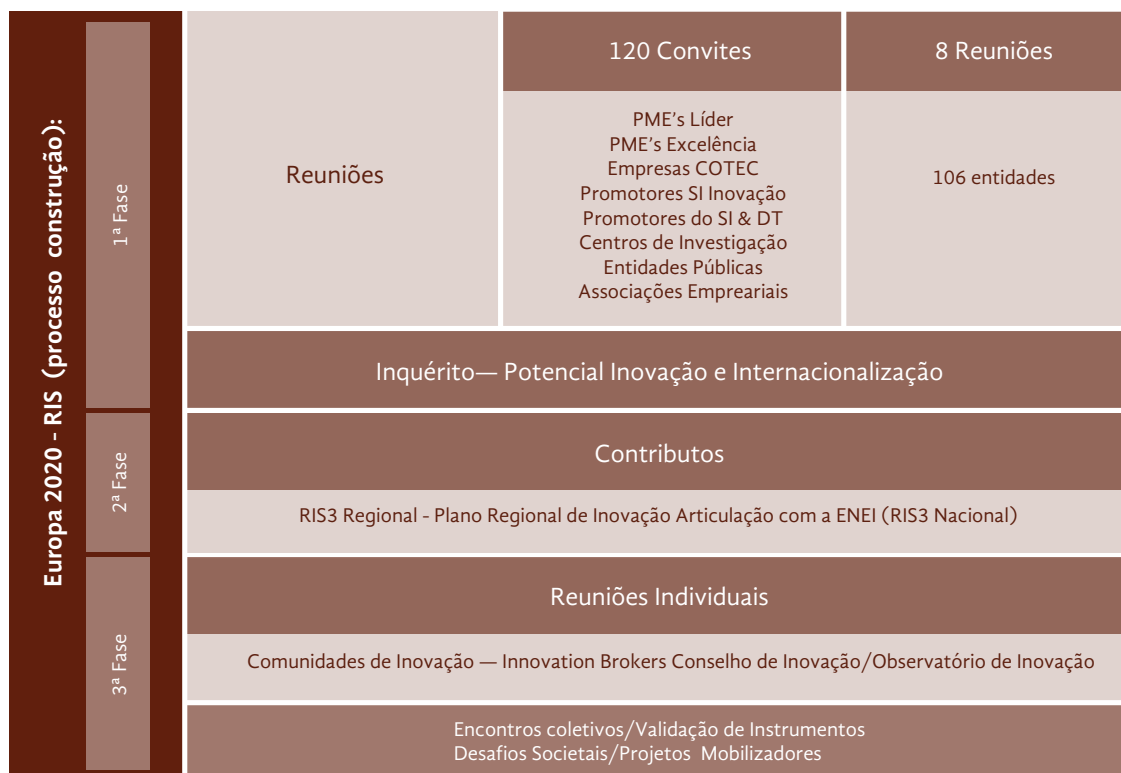 Europa 2020 - RIS (processo construção):
1ª Fase
Reuniões
120 Convites
PME's Líder
PME's Excelência
Empresas COTEC
Promotores SI Inovação
Promotores do SI & DT
Centros de Investigação
Entidades Públicas
Associações Empreariais
8 Reuniões
106 entidades
Inquérito— Potencial Inovação e Internacionalização
2ª Fase
Contributos
RIS3 Regional - Plano Regional de Inovação Articulação com a ENEI (RIS3 Nacional)
3ª Fase
Reuniões Individuais
Comunidades de Inovação — Innovation Brokers Conselho de Inovação/Observatório de Inovação
Encontros coletivos/Validação de Instrumentos
Desafios Societais/Projetos Mobilizadores